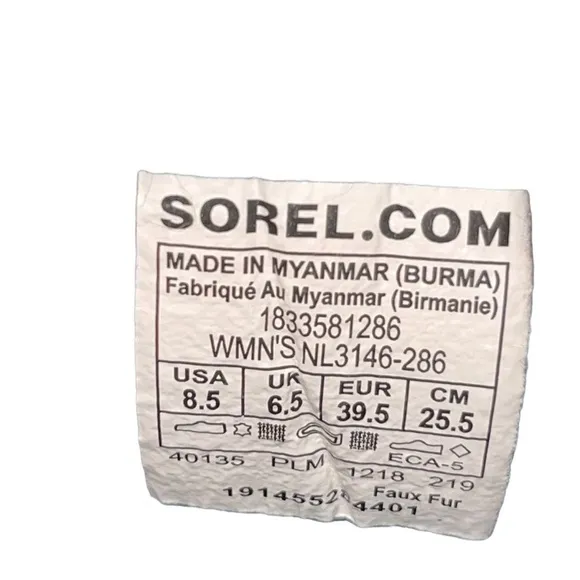 SOREL.COM
MADE IN MYANMAR (BURMA)
Fabriqué Au Myanmar (Birmanie)
1833581286
WMN'S NL3146-286
USA UK EUR CM
8.5 6.5 39.5 25.5
ECA-5
40135 PLM 1218 219
Faux Fur